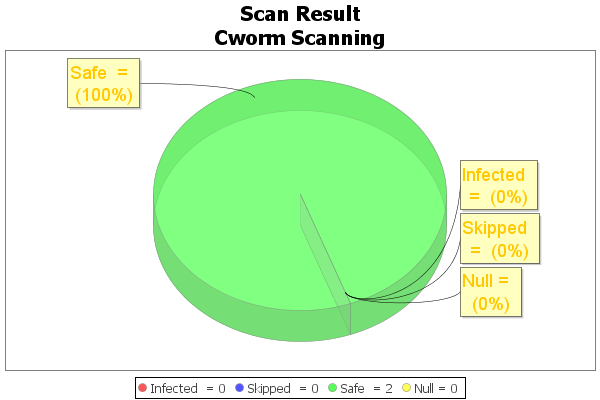 Scan Result
Cworm Scanning
Safe =
(100%)
Infected
= (0%)
Skipped
= (0%)
Null =
(0%)
Infected = 0 Skipped = 0 Safe = 2 Null = 0